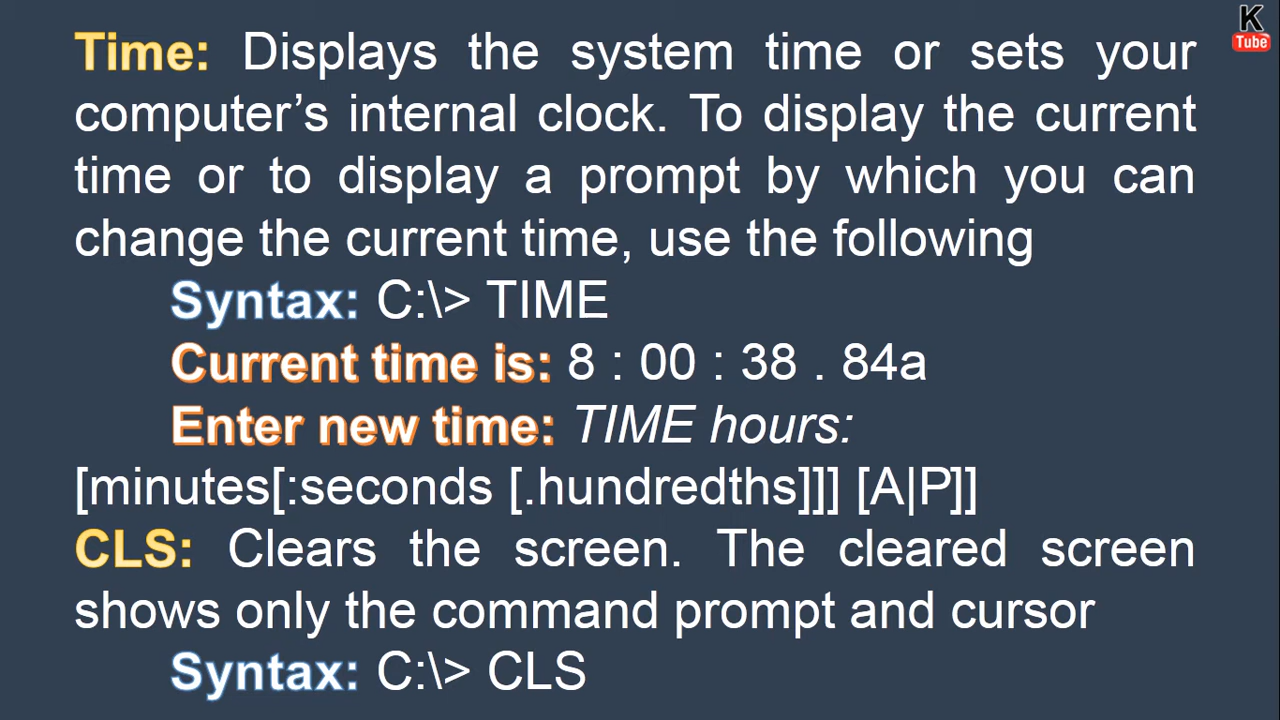 K
Tube
Time: Displays the system time or sets your
computer’s internal clock. To display the current
time or to display a prompt by which you can
change the current time, use the following
Syntax: C:\> TIME
Current time is: 8 : 00 : 38 . 84a
Enter new time: TIME hours:
[minutes[:seconds [.hundredths]]] [A|P]]
CLS: Clears the screen. The cleared screen
shows only the command prompt and cursor
Syntax: C:\> CLS